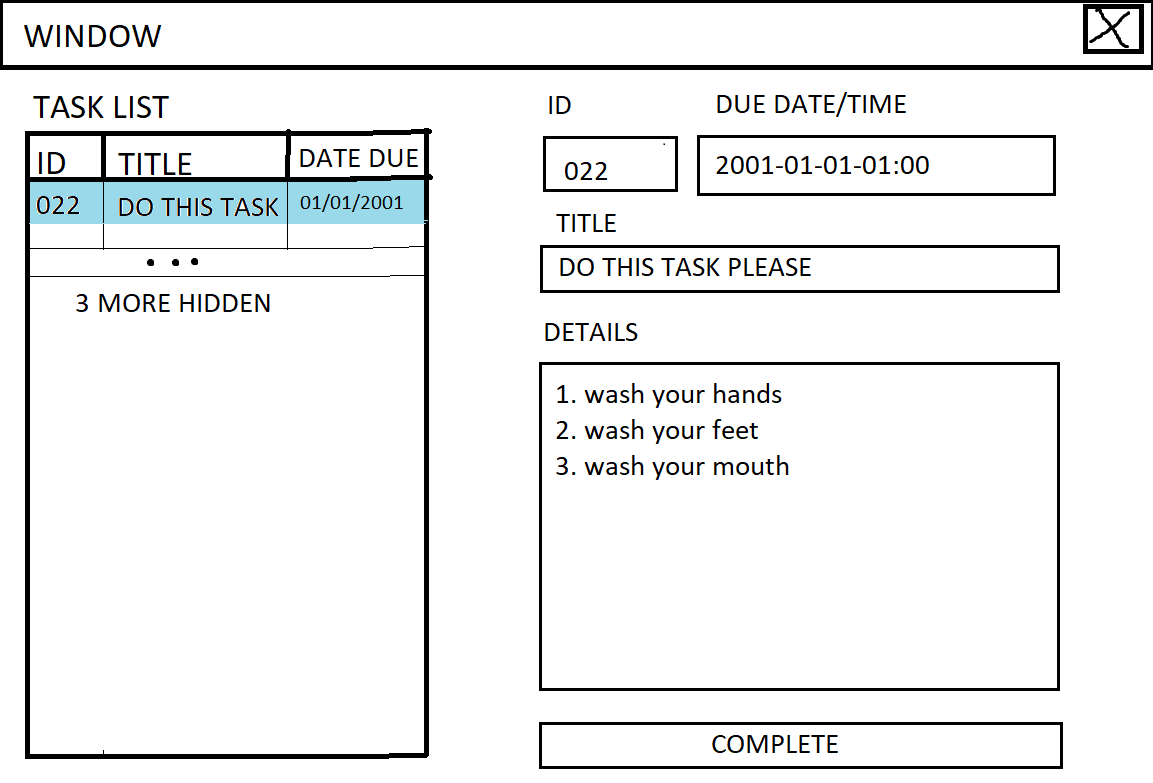 WINDOW
X
TASK LIST
ID TITLE DATE DUE
022 DO THIS TASK 01/01/2001
...
3 MORE HIDDEN
ID DUE DATE/TIME
022 2001-01-01-01:00
TITLE
DO THIS TASK PLEASE
DETAILS
1. wash your hands
2. wash your feet
3. wash your mouth
COMPLETE